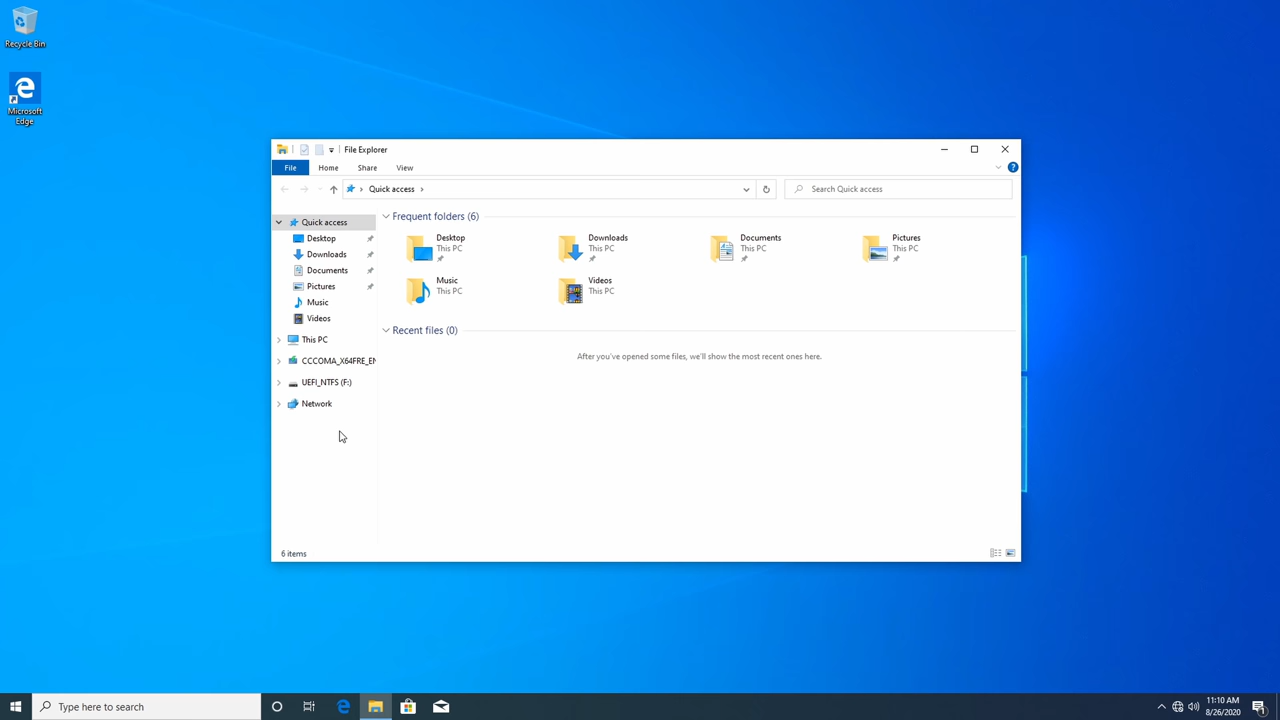 Recycle Bin
Microsoft
Edge
File Explorer
File
Home
Share
View
Quick access
Search Quick access
Quick access
Desktop
Downloads
Documents
Pictures
Music
Videos
This PC
CCCOMA_X64FRE_EN
UEFI_NTFS (F:)
Network
Frequent folders (6)
Desktop
This PC
Downloads
This PC
Documents
This PC
Pictures
This PC
Music
This PC
Videos
This PC
Recent files (0)
After you've opened some files, we'll show the most recent ones here.
6 items
Type here to search
11:10 AM
8/26/2020
1